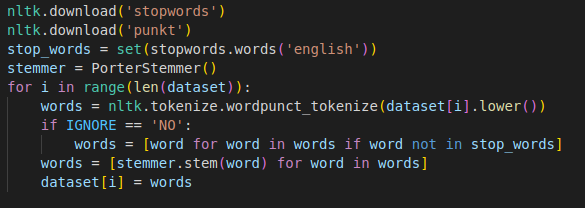 nltk.download('stopwords')
nltk.download('punkt')
stop_words = set(stopwords.words('english'))
stemmer = PorterStemmer()
for i in range(len(dataset)):
    words = nltk.tokenize.wordpunct_tokenize(dataset[i].lower())
    if IGNORE == 'NO':
        words = [word for word in words if word not in stop_words]
    words = [stemmer.stem(word) for word in words]
    dataset[i] = words